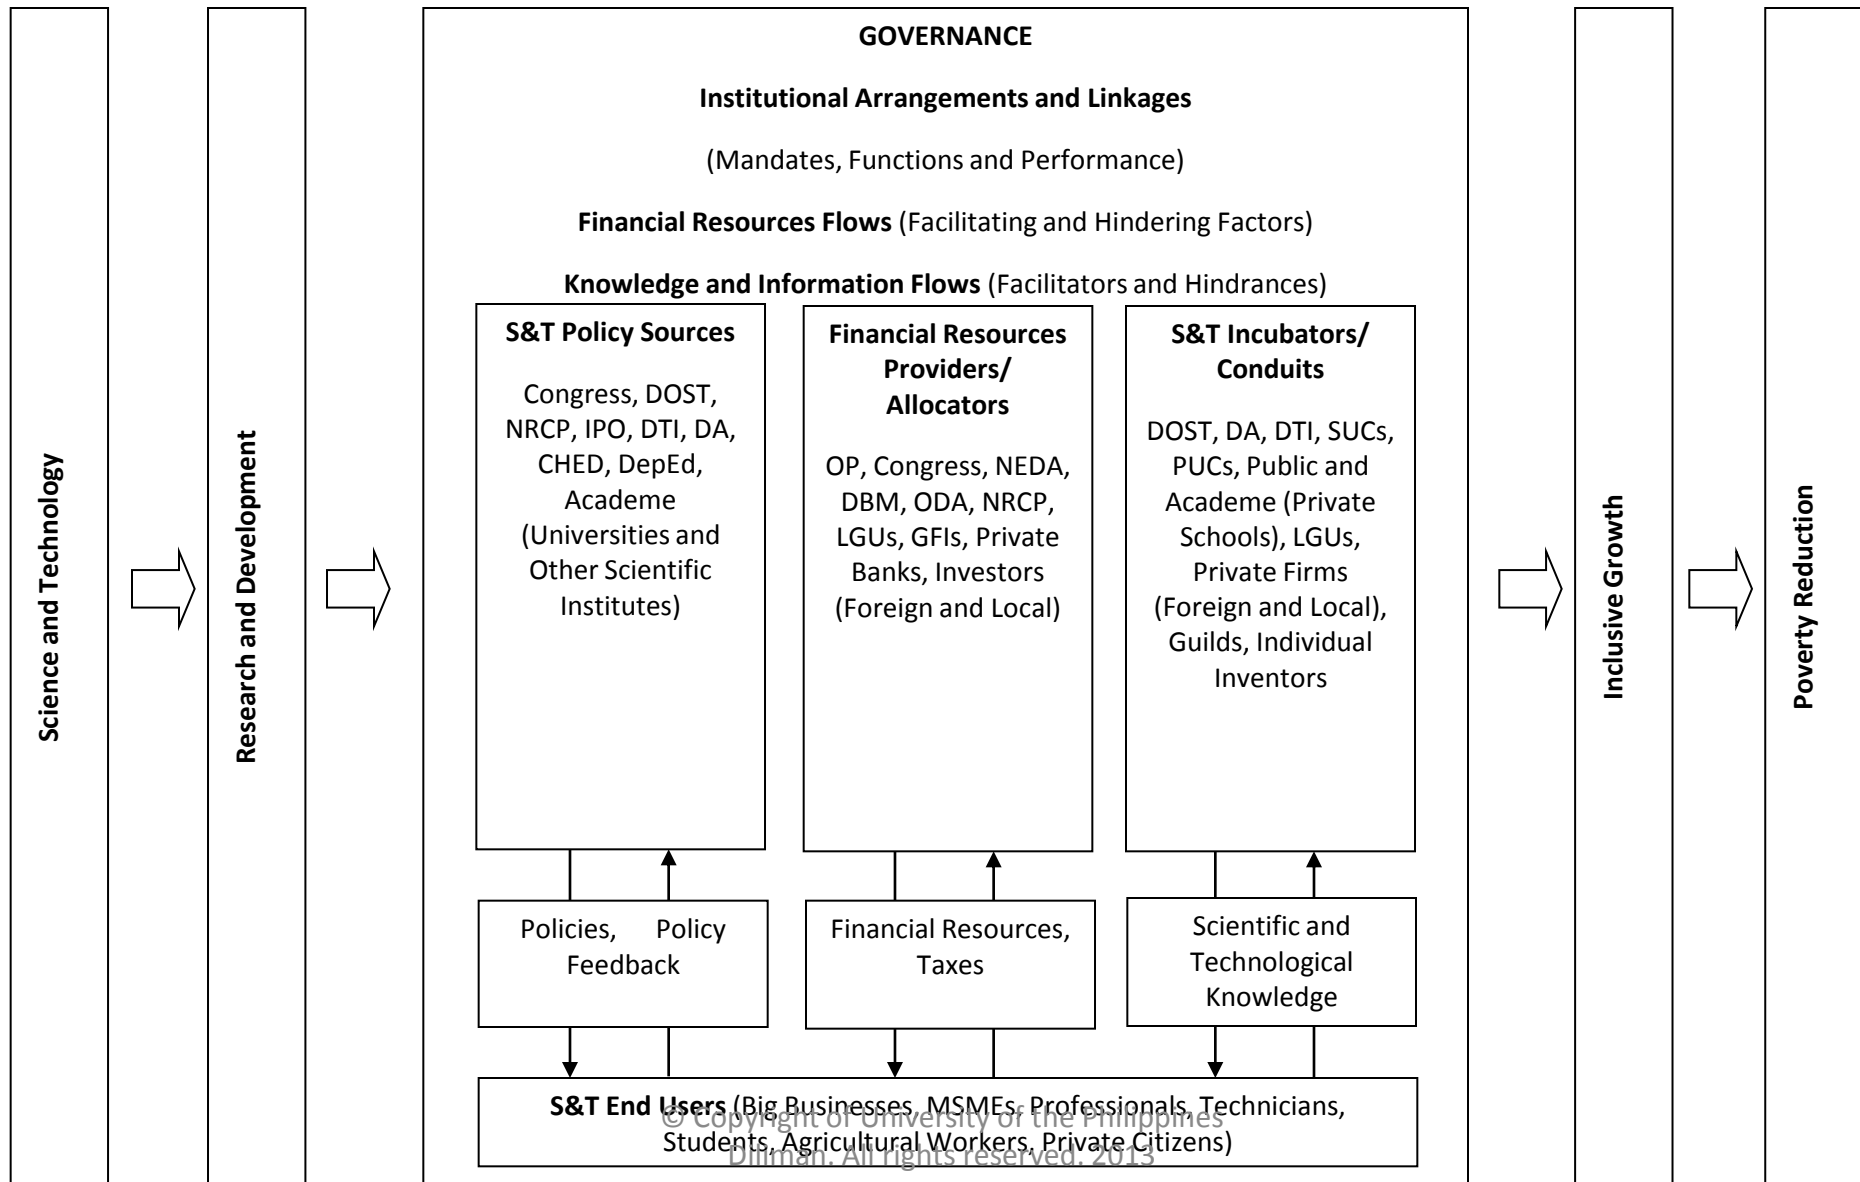 Science and Technology
Research and Development
GOVERNANCE
Institutional Arrangements and Linkages
(Mandates, Functions and Performance)
Financial Resources Flows (Facilitating and Hindering Factors)
Knowledge and Information Flows (Facilitators and Hindrances)
S&T Policy Sources
Congress, DOST,
NRCP, IPO, DTI, DA,
CHED, DepEd,
Academe
(Universities and
Other Scientific
Institutes)
Financial Resources
Providers/
Allocators
OP, Congress, NEDA,
DBM, ODA, NRCP,
LGUs, GFIs, Private
Banks, Investors
(Foreign and Local)
S&T Incubators/
Conduits
DOST, DA, DTI, SUCs,
PUCs, Public and
Academe (Private
Schools), LGUs,
Private Firms
(Foreign and Local),
Guilds, Individual
Inventors
Policies, Policy
Feedback
Financial Resources,
Taxes
Scientific and
Technological
Knowledge
S&T End Users (Big Businesses, MSMEs, Professionals, Technicians,
Students, Agricultural Workers, Private Citizens)
© Copyright of University of the Philippines
Diliman. All rights reserved. 2013
Inclusive Growth
Poverty Reduction